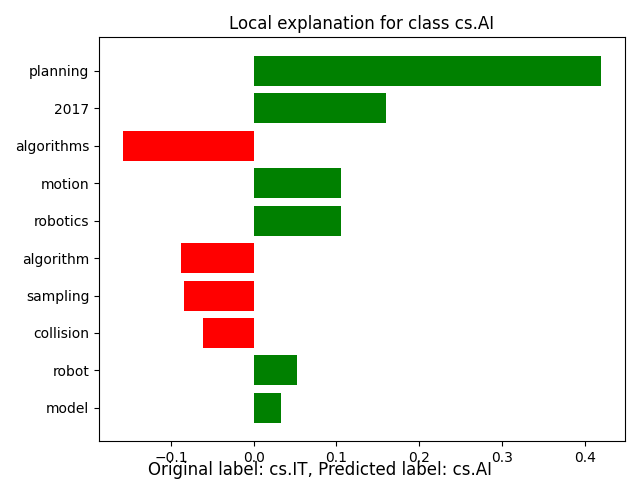 Local explanation for class cs.AI
planning
2017
algorithms
motion
robotics
algorithm
sampling
collision
robot
model
−0.1 0.0 0.1 0.2 0.3 0.4
Original label: cs.IT, Predicted label: cs.AI